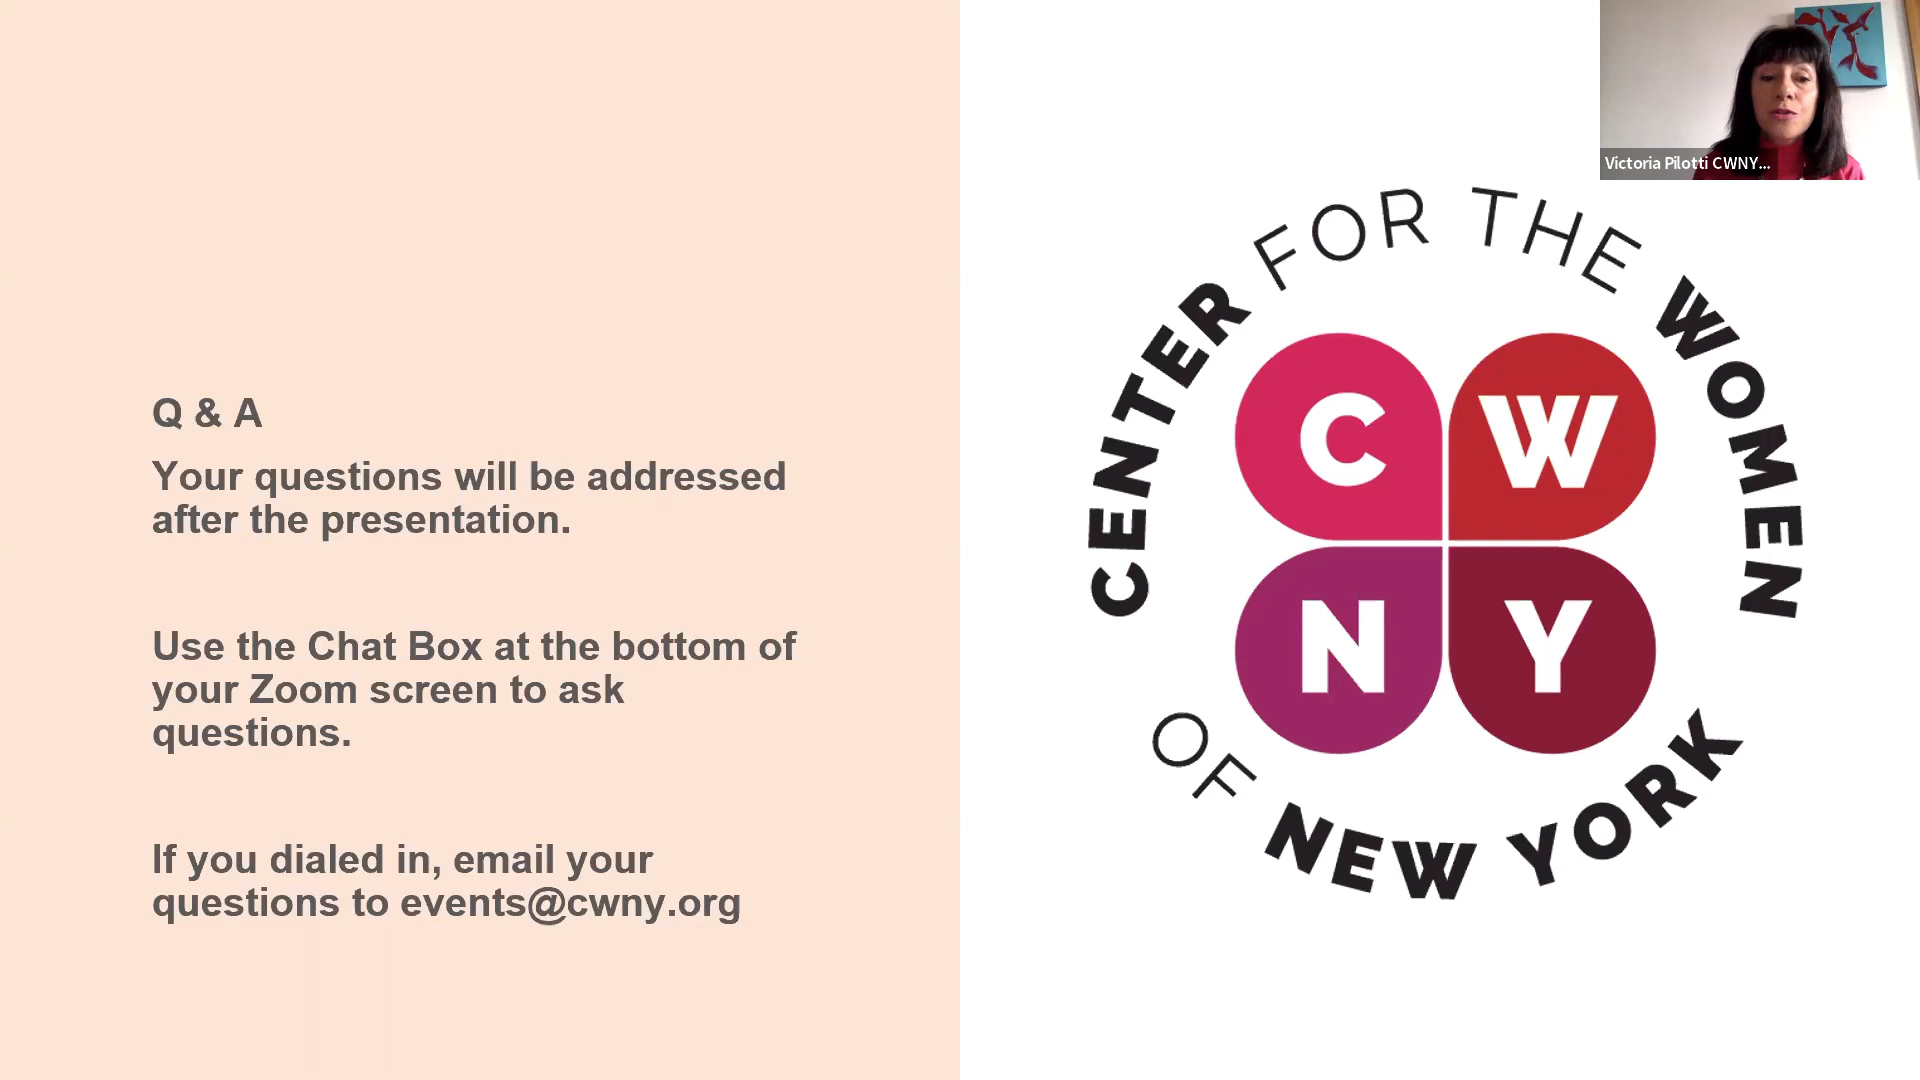 Q & A
Your questions will be addressed
after the presentation.
Use the Chat Box at the bottom of
your Zoom screen to ask
questions.
If you dialed in, email your
questions to events@cwny.org
CENTER FOR THE WOMEN
OF NEW YORK
C W
N Y
Victoria Pilotti CWNY...